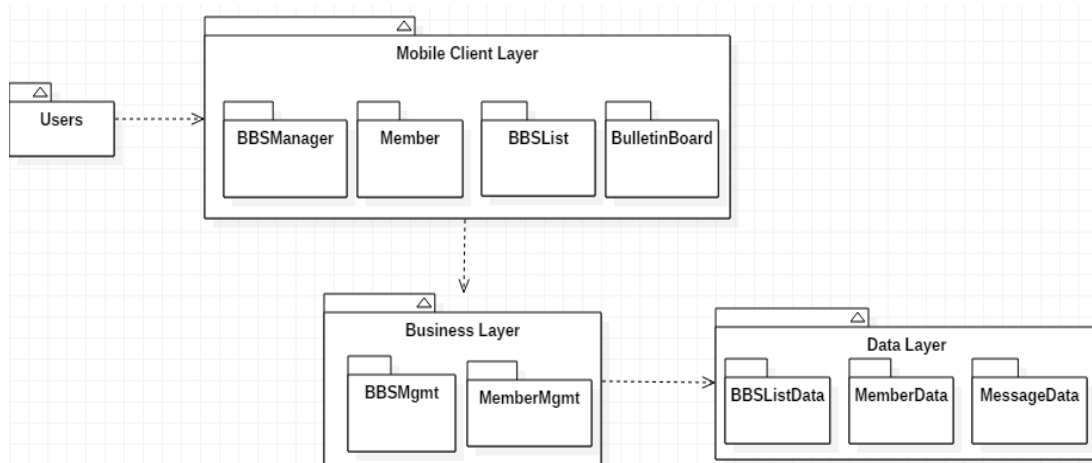 Mobile Client Layer
Users
BBSManager
Member
BBSList
BulletinBoard
Business Layer
BBSMgmt
MemberMgmt
Data Layer
BBSListData
MemberData
MessageData